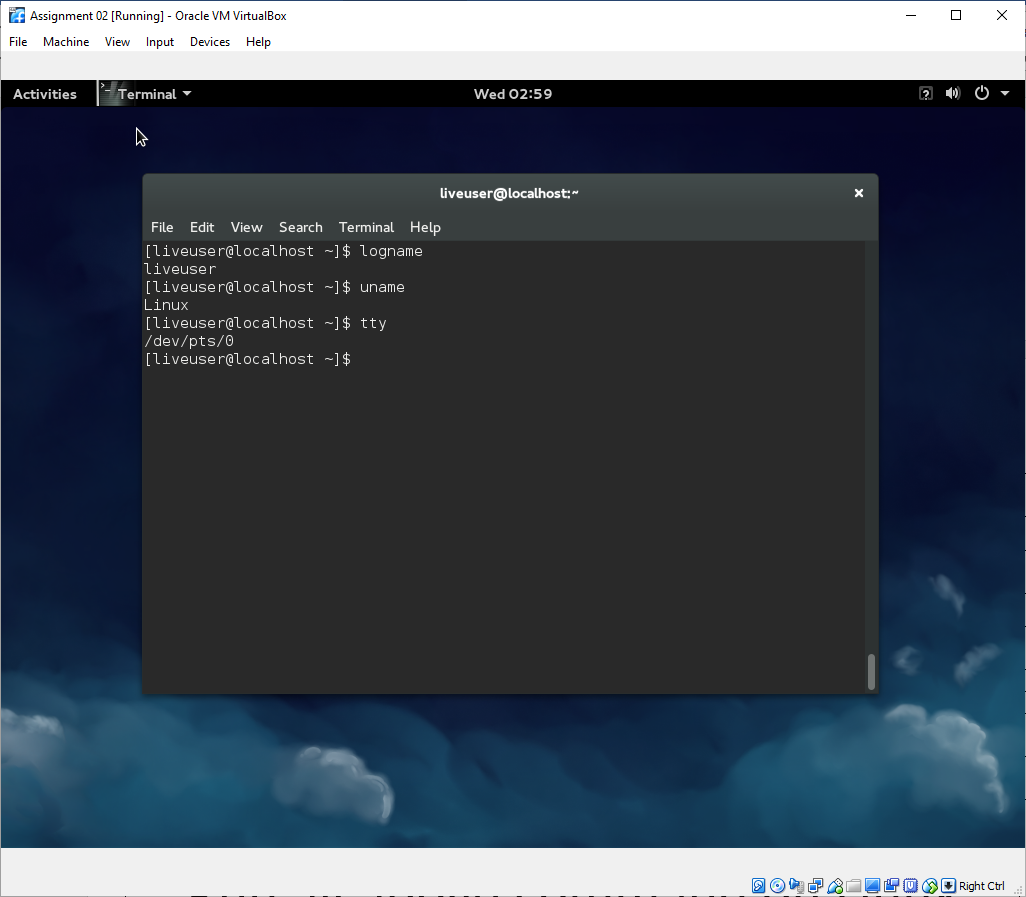 Assignment 02 [Running] - Oracle VM VirtualBox
File Machine View Input Devices Help
Activities Terminal Wed 02:59
liveuser@localhost:~
File Edit View Search Terminal Help
[liveuser@localhost ~]$ logname
liveuser
[liveuser@localhost ~]$ uname
Linux
[liveuser@localhost ~]$ tty
/dev/pts/0
[liveuser@localhost ~]$
Right Ctrl